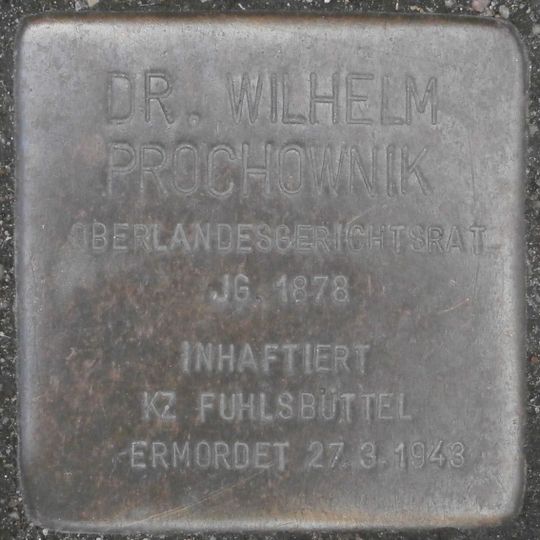 DR. WILHELM
PROCHOWNIK
OBERLANDESGERICHTSRAT
JG. 1878
INHAFTIERT
KZ FUHLSBÜTTEL
ERMORDET 27.3.1943